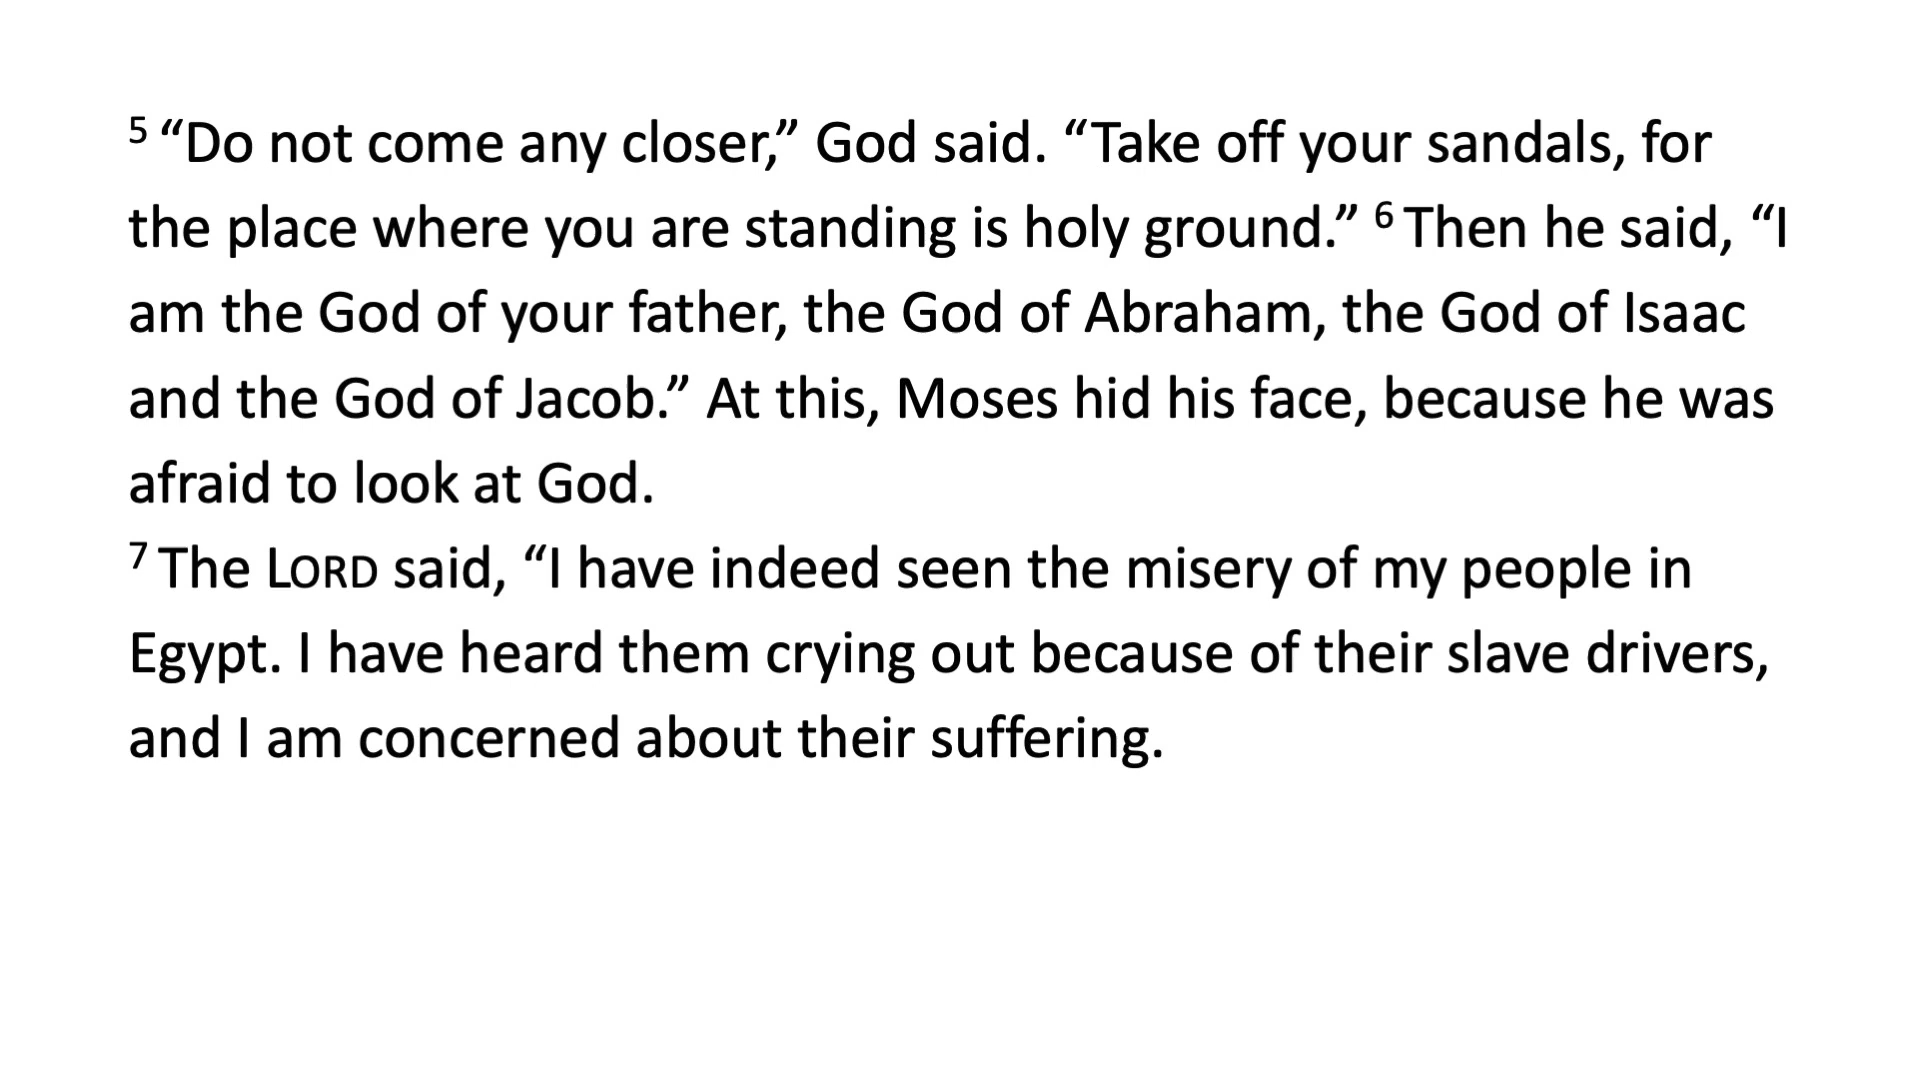 ⁵ “Do not come any closer,” God said. “Take off your sandals, for
the place where you are standing is holy ground.” ⁶ Then he said, “I
am the God of your father, the God of Abraham, the God of Isaac
and the God of Jacob.” At this, Moses hid his face, because he was
afraid to look at God.
⁷ The LORD said, “I have indeed seen the misery of my people in
Egypt. I have heard them crying out because of their slave drivers,
and I am concerned about their suffering.